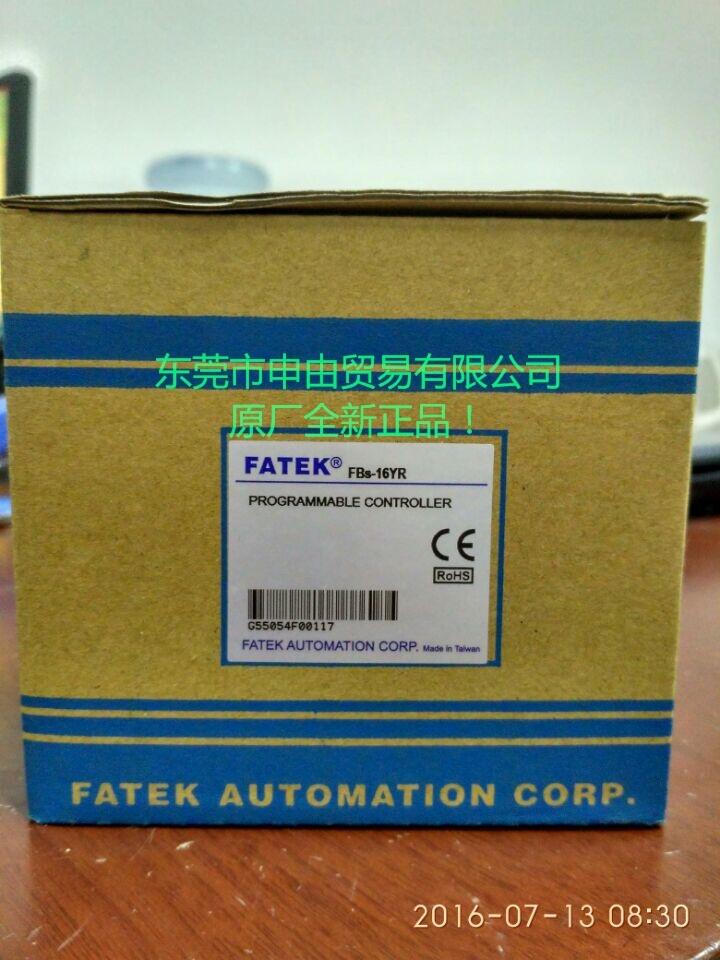 东莞市申由贸易有限公司
原厂全新正品！
FATEK® FBs-16YR
PROGRAMMABLE CONTROLLER
CE
RoHS
G55054F00117
FATEK AUTOMATION CORP. Made in Taiwan
FATEK AUTOMATION CORP.
2016-07-13 08:30